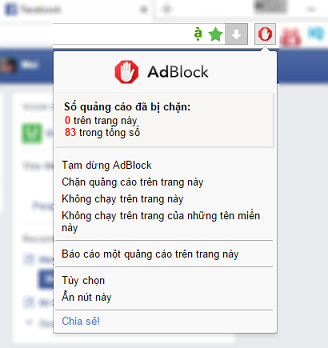 Facebook
AdBlock
Số quảng cáo đã bị chặn:
0 trên trang này
83 trong tổng số
Tạm dừng AdBlock
Chặn quảng cáo trên trang này
Không chạy trên trang này
Không chạy trên trang của những tên miền
này
Báo cáo một quảng cáo trên trang này
Tùy chọn
Ẩn nút này
Chia sẻ!